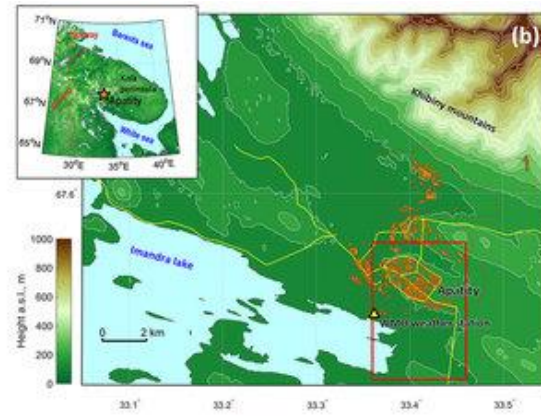 71°N
69°N
67°N
65°N
30°E
35°E
40°E
Barents sea
Kola
peninsula
Apatity
White sea
(b)
Khibiny mountains
67.6°
Imandra lake
Apatity
WMO weather station
Height a.s.l., m
1000
800
600
400
200
0
0 2 km
33.1°
33.2°
33.3°
33.4°
33.5°